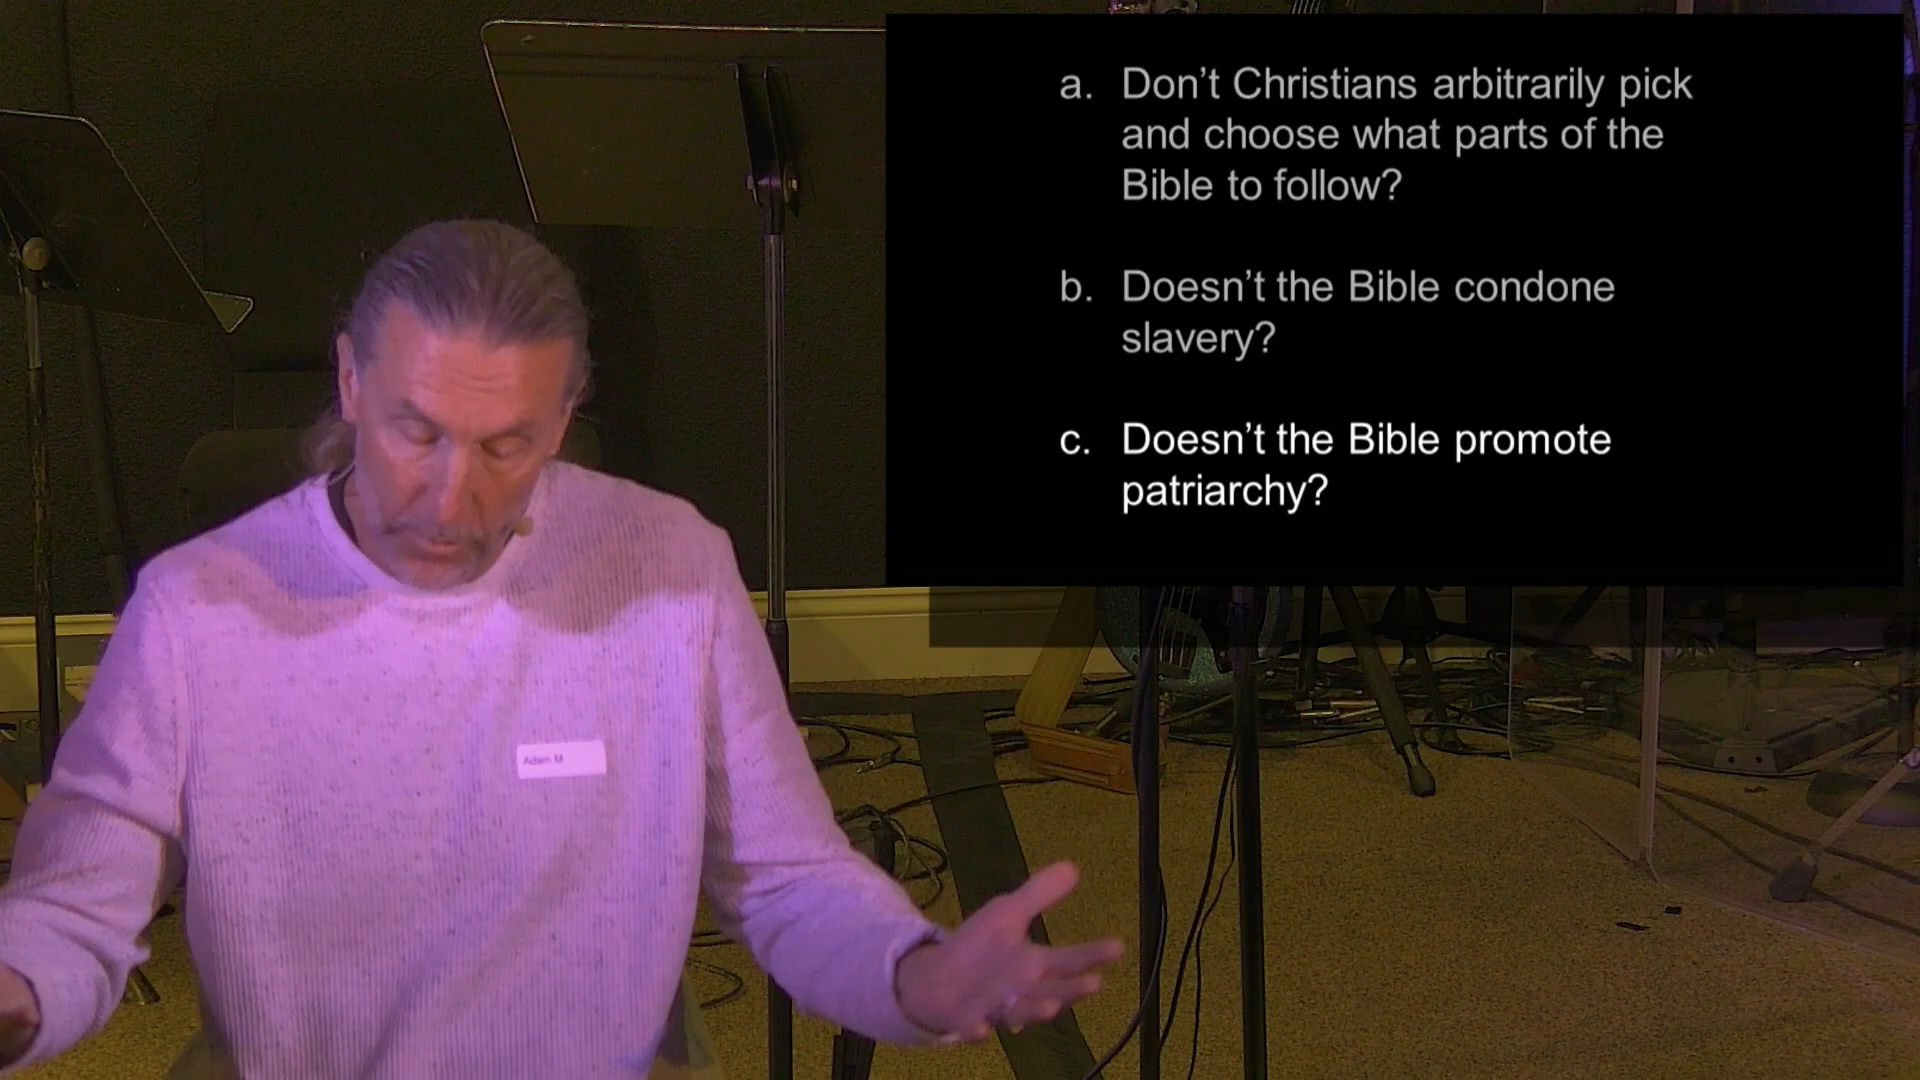 a. Don’t Christians arbitrarily pick
and choose what parts of the
Bible to follow?
b. Doesn’t the Bible condone
slavery?
c. Doesn’t the Bible promote
patriarchy?
Adam M